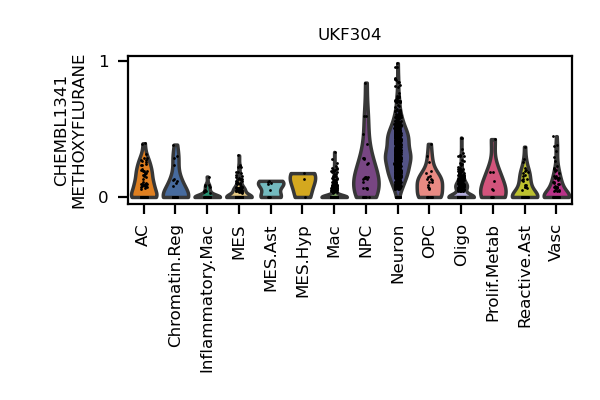 UKF304
CHEMBL1341
METHOXYFLURANE
1
0
AC
Chromatin.Reg
Inflammatory.Mac
MES
MES.Ast
MES.Hyp
Mac
NPC
Neuron
OPC
Oligo
Prolif.Metab
Reactive.Ast
Vasc